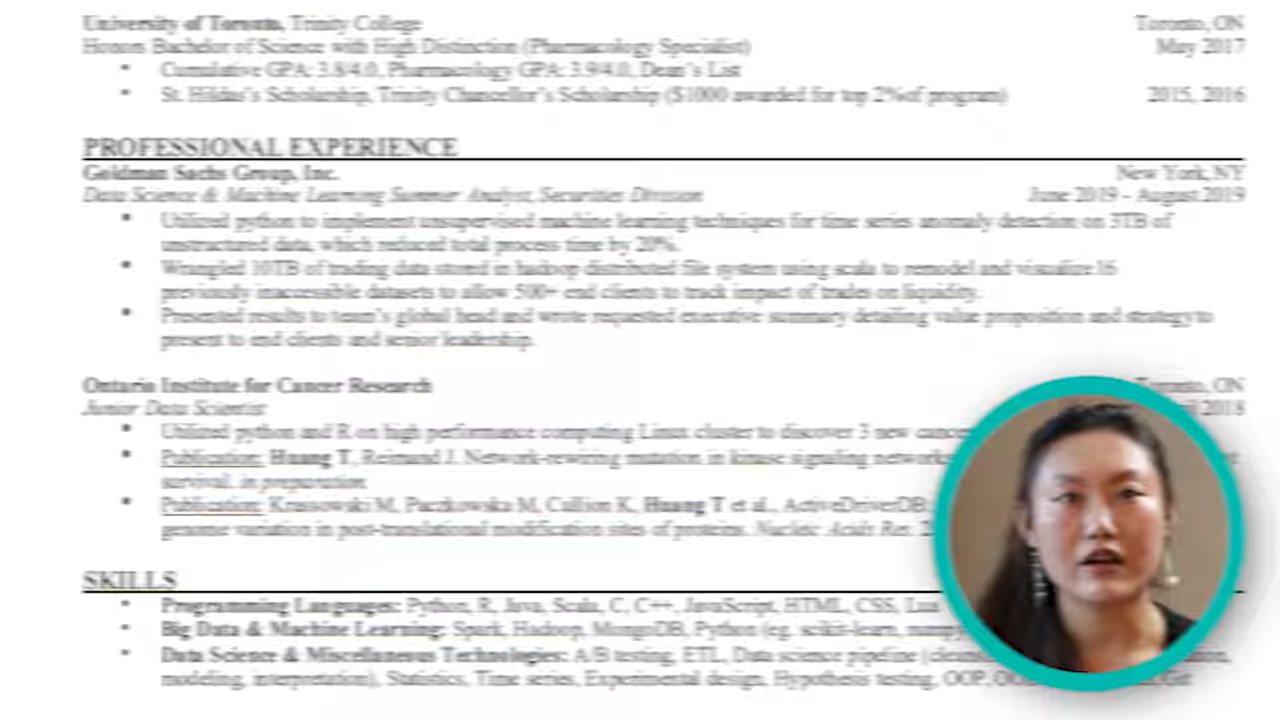 University of Toronto, Trinity College Toronto, ON
Honors Bachelor of Science with High Distinction (Pharmacology Specialist) May 2017
• Cumulative GPA: 3.8/4.0, Pharmacology GPA: 3.9/4.0, Dean's List
• St. Hilda's Scholarship, Trinity Chancellor's Scholarship ($1000 awarded for top 2%of program) 2015, 2016
PROFESSIONAL EXPERIENCE
Goldman Sachs Group, Inc. New York, NY
Data Science & Machine Learning Summer Analyst, Securities Division June 2019 - August 2019
• Utilized python to implement unsupervised machine learning techniques for time series anomaly detection on 3TB of
unstructured data, which reduced total process time by 20%.
• Wrangled 10TB of trading data stored in hadoop distributed file system using scala to remodel and visualize 16
previously inaccessible datasets to allow 500+ end clients to track impact of trades on liquidity.
• Presented results to team's global head and wrote requested executive summary detailing value proposition and strategy to
present to end clients and senior leadership.
Ontario Institute for Cancer Research Toronto, ON
Junior Data Scientist 2018
• Utilized python and R on high performance computing Linux cluster to discover 3 new
• Publication: Huang T, Reimand J. Network-rewiring mutation in kinase signaling
survival. in preparation
• Publication: Krassowski M, Paczkowska M, Cullion K, Huang T et al., ActiveDriverDB:
genome variation in post-translational modification sites of proteins. Nucleic Acids Res.
SKILLS
• Programming Languages: Python, R, Java, Scala, C, C++, JavaScript, HTML, CSS, Lua
• Big Data & Machine Learning: Spark, Hadoop, MongoDB, Python (eg. scikit-learn,
• Data Science & Miscellaneous Technologies: A/B testing, ETL, Data science pipeline
modeling, interpretation), Statistics, Time series, Experimental design, Hypothesis testing, OOP, Git